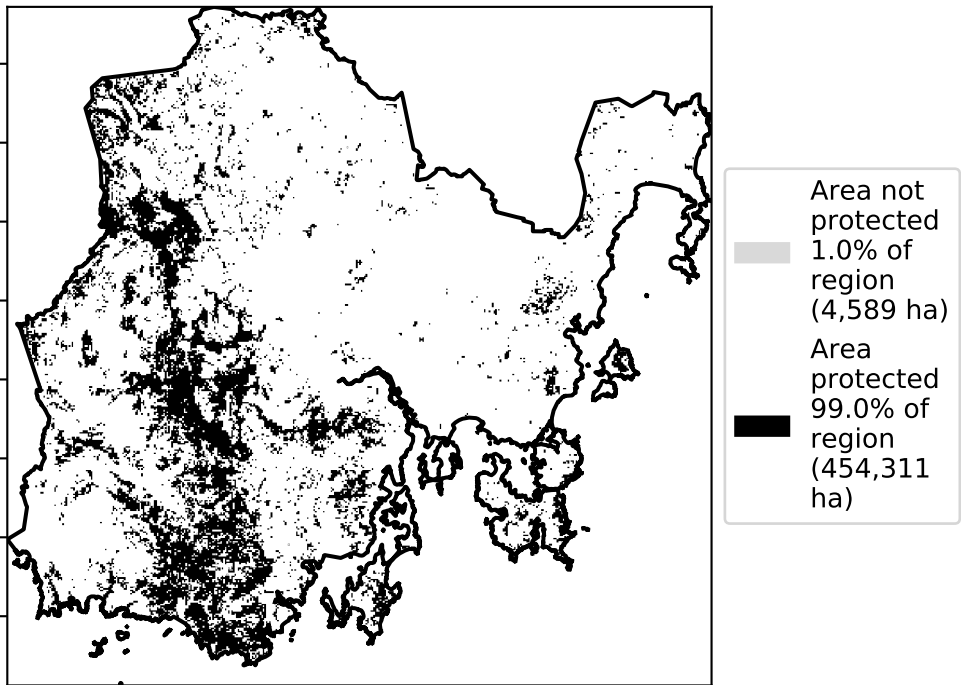 Area not
protected
1.0% of
region
(4,589 ha)
Area
protected
99.0% of
region
(454,311
ha)